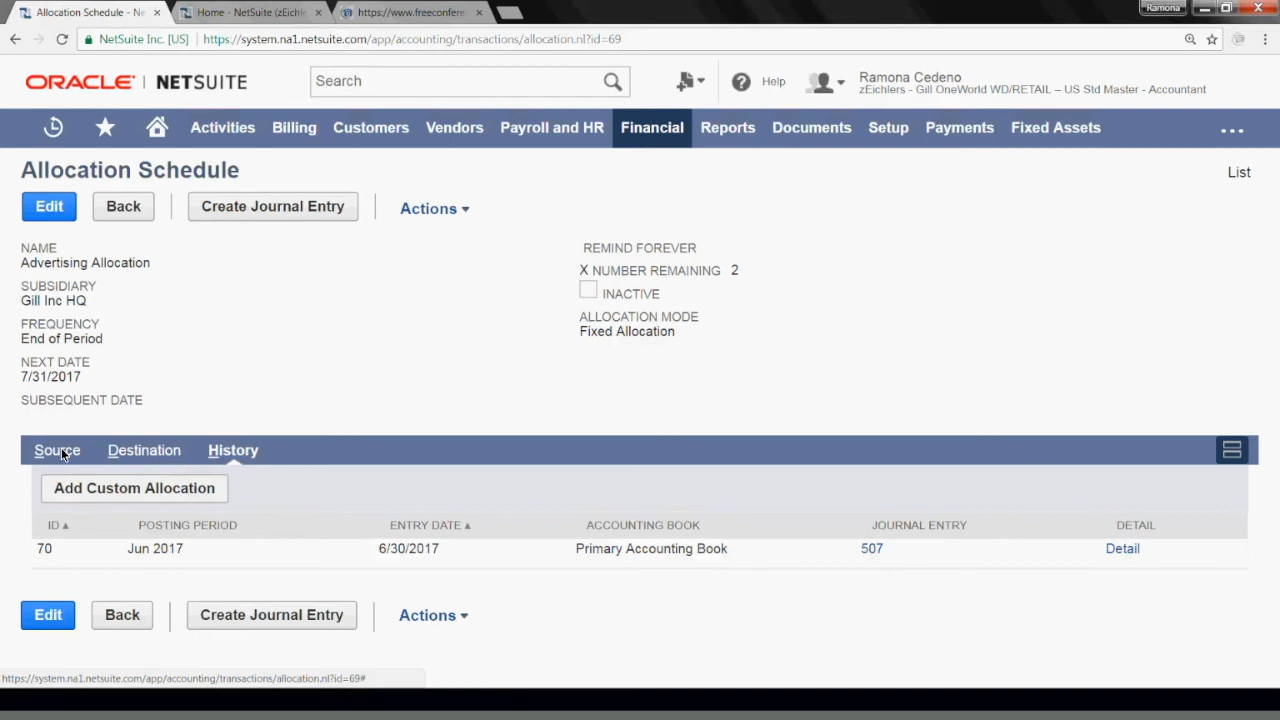 Allocation Schedule - Ne × Home - NetSuite (zEichle × https://www.freeconfere × Ramona
NetSuite Inc. [US] https://system.na1.netsuite.com/app/accounting/transactions/allocation.nl?id=69
ORACLE | NETSUITE Search Help Ramona Cedeno
zEichlers - Gill OneWorld WD/RETAIL – US Std Master - Accountant
Activities Billing Customers Vendors Payroll and HR Financial Reports Documents Setup Payments Fixed Assets ...
Allocation Schedule List
Edit Back Create Journal Entry Actions
NAME REMIND FOREVER
Advertising Allocation
X NUMBER REMAINING 2
SUBSIDIARY INACTIVE
Gill Inc HQ
FREQUENCY ALLOCATION MODE
End of Period Fixed Allocation
NEXT DATE
7/31/2017
SUBSEQUENT DATE
Source Destination History
Add Custom Allocation
ID POSTING PERIOD ENTRY DATE ACCOUNTING BOOK JOURNAL ENTRY DETAIL
70 Jun 2017 6/30/2017 Primary Accounting Book 507 Detail
Edit Back Create Journal Entry Actions
https://system.na1.netsuite.com/app/accounting/transactions/allocation.nl?id=69#